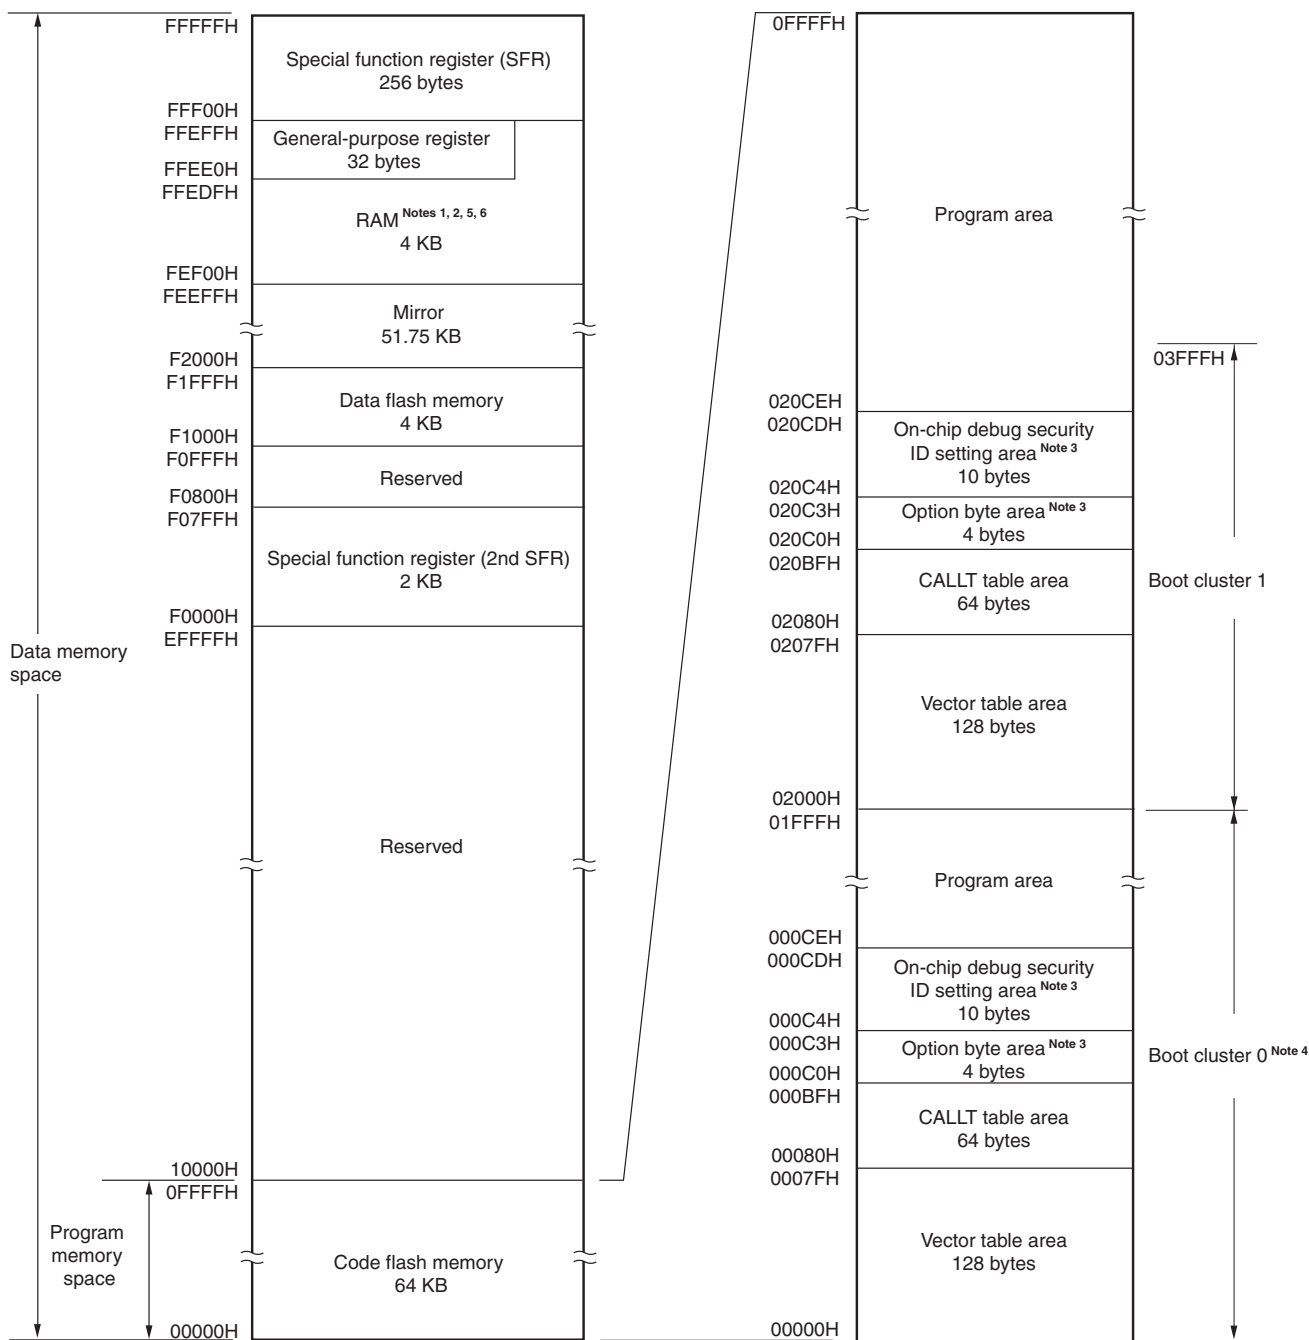 FFFFFH
Special function register (SFR)
256 bytes
FFF00H
FFEFFH
General-purpose register
32 bytes
FFEE0H
FFEDFH
RAM Notes 1, 2, 5, 6
4 KB
FEF00H
FEEFFH
Mirror
51.75 KB
F2000H
F1FFFH
Data flash memory
4 KB
F1000H
F0FFFH
Reserved
F0800H
F07FFH
Special function register (2nd SFR)
2 KB
F0000H
EFFFFH
Data memory
space
Reserved
10000H
0FFFFH
Program
memory
space
Code flash memory
64 KB
00000H
0FFFFH
Program area
03FFFH
020CEH
020CDH
On-chip debug security
ID setting area Note 3
10 bytes
020C4H
020C3H
Option byte area Note 3
4 bytes
020C0H
020BFH
CALLT table area
64 bytes
Boot cluster 1
02080H
0207FH
Vector table area
128 bytes
02000H
01FFFH
Program area
000CEH
000CDH
On-chip debug security
ID setting area Note 3
10 bytes
000C4H
000C3H
Option byte area Note 3
4 bytes
Boot cluster 0 Note 4
000C0H
000BFH
CALLT table area
64 bytes
00080H
0007FH
Vector table area
128 bytes
00000H